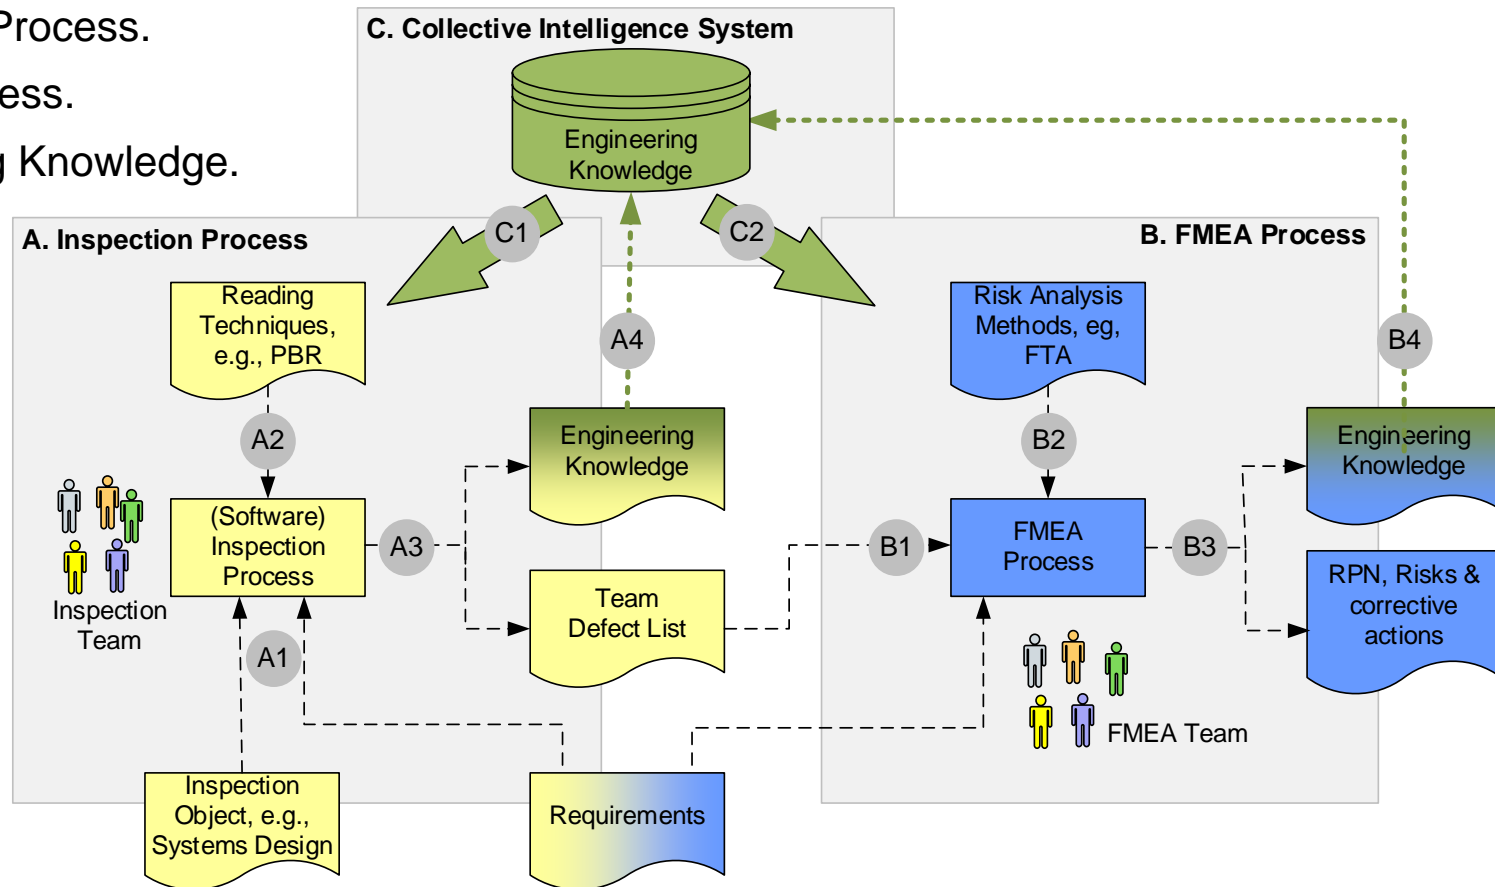 Process.
ess.
g Knowledge.
C. Collective Intelligence System
Engineering
Knowledge
C1
C2
A. Inspection Process
B. FMEA Process
Reading
Techniques,
e.g., PBR
A4
Risk Analysis
Methods, eg,
FTA
B4
A2
Engineering
Knowledge
B2
Engineering
Knowledge
(Software)
Inspection
Process
A3
B1
FMEA
Process
B3
Inspection
Team
A1
Team
Defect List
RPN, Risks &
corrective
actions
FMEA Team
Inspection
Object, e.g.,
Systems Design
Requirements